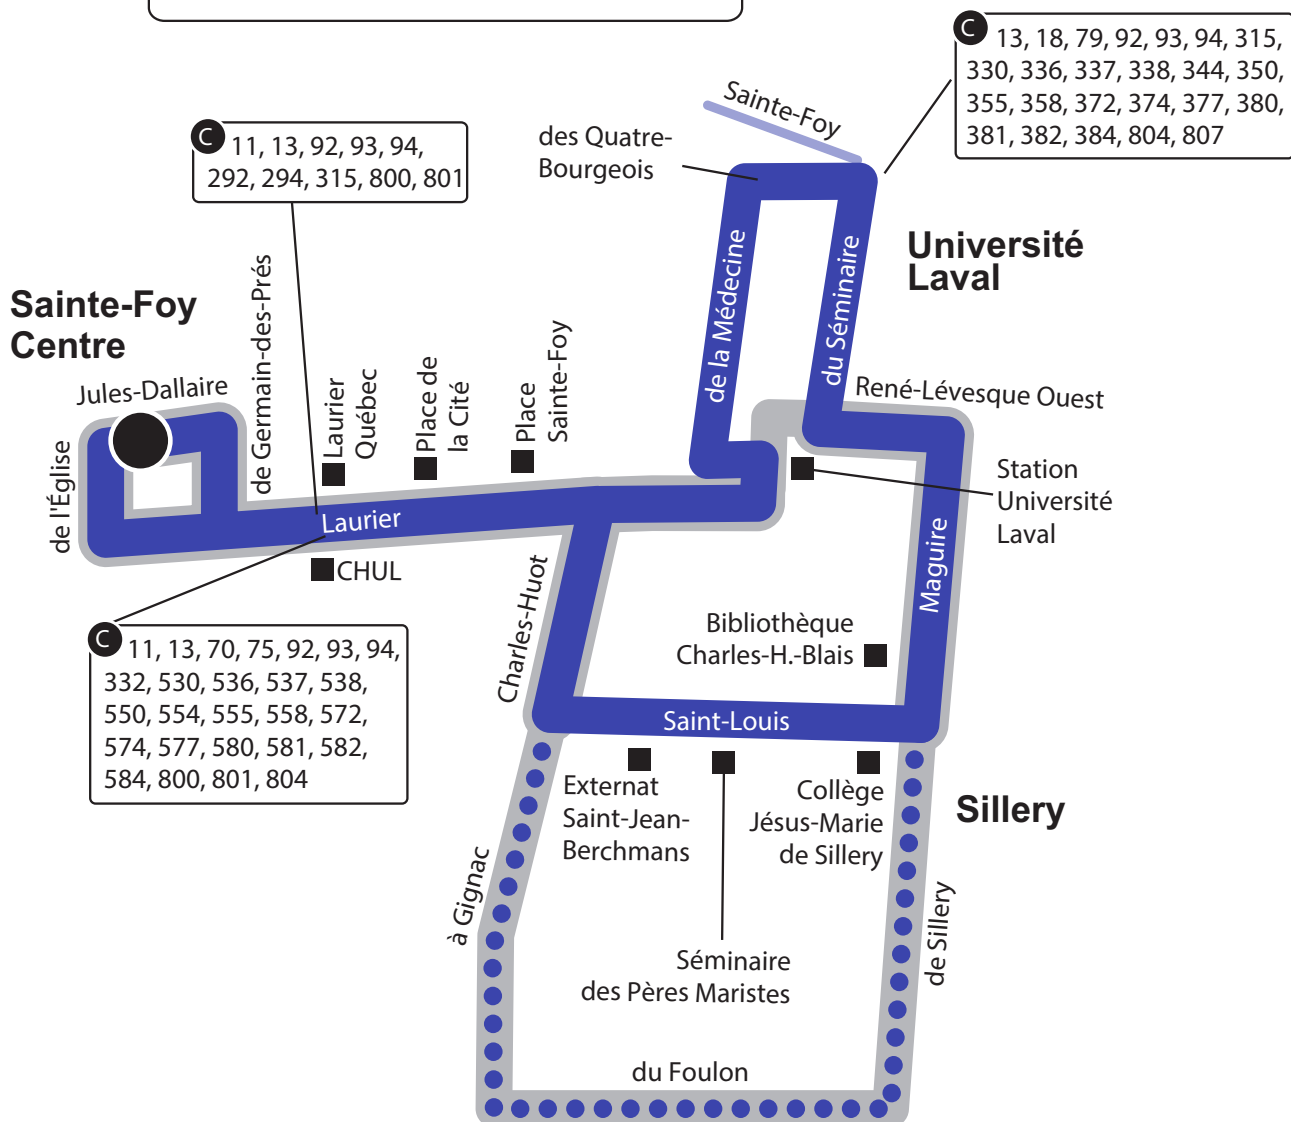 C 13, 18, 79, 92, 93, 94, 315,
330, 336, 337, 338, 344, 350,
355, 358, 372, 374, 377, 380,
381, 382, 384, 804, 807
Sainte-Foy
des Quatre-
Bourgeois
C 11, 13, 92, 93, 94,
292, 294, 315, 800, 801
Université
Laval
de la Médecine
du Séminaire
Sainte-Foy
Centre
Jules-Dallaire
de l'Église
de Germain-des-Prés
Laurier
Québec
Place de
la Cité
Place
Sainte-Foy
René-Lévesque Ouest
Station
Université
Laval
Laurier
CHUL
Charles-Huot
Maguire
Bibliothèque
Charles-H.-Blais
C 11, 13, 70, 75, 92, 93, 94,
332, 530, 536, 537, 538,
550, 554, 555, 558, 572,
574, 577, 580, 581, 582,
584, 800, 801, 804
Saint-Louis
Externat
Saint-Jean-
Berchmans
Collège
Jésus-Marie
de Sillery
Sillery
à Gignac
de Sillery
Séminaire
des Pères Maristes
du Foulon